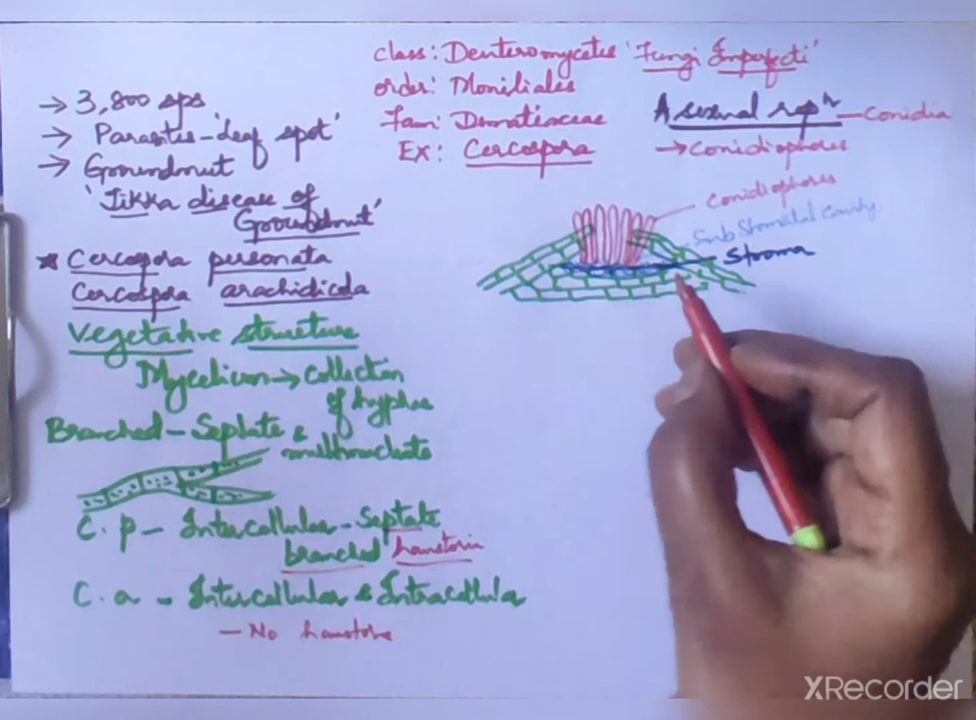 class: Deuteromycetes 'Fungi Imperfecti'
order: Moniliales
Fam: Dematiaceae
Ex: Cercospora
→ 3,800 sps
→ Parasites - 'Leaf spot'
→ Groundnut
'Tikka disease of
Groundnut'
* Cercospora personata
Cercospora arachidicola
Vegetative structure
Mycelium → collection
of hyphae
Branched - Septate &
multinucleate
C. p - Intercellular - Septate
branched haustoria
C. a - Intercellular & Intracellular
- No haustoria
Asexual repn - Conidia
→ Conidiophores
Conidiophores
Sub Stomatal cavity
Stroma
XRecorder